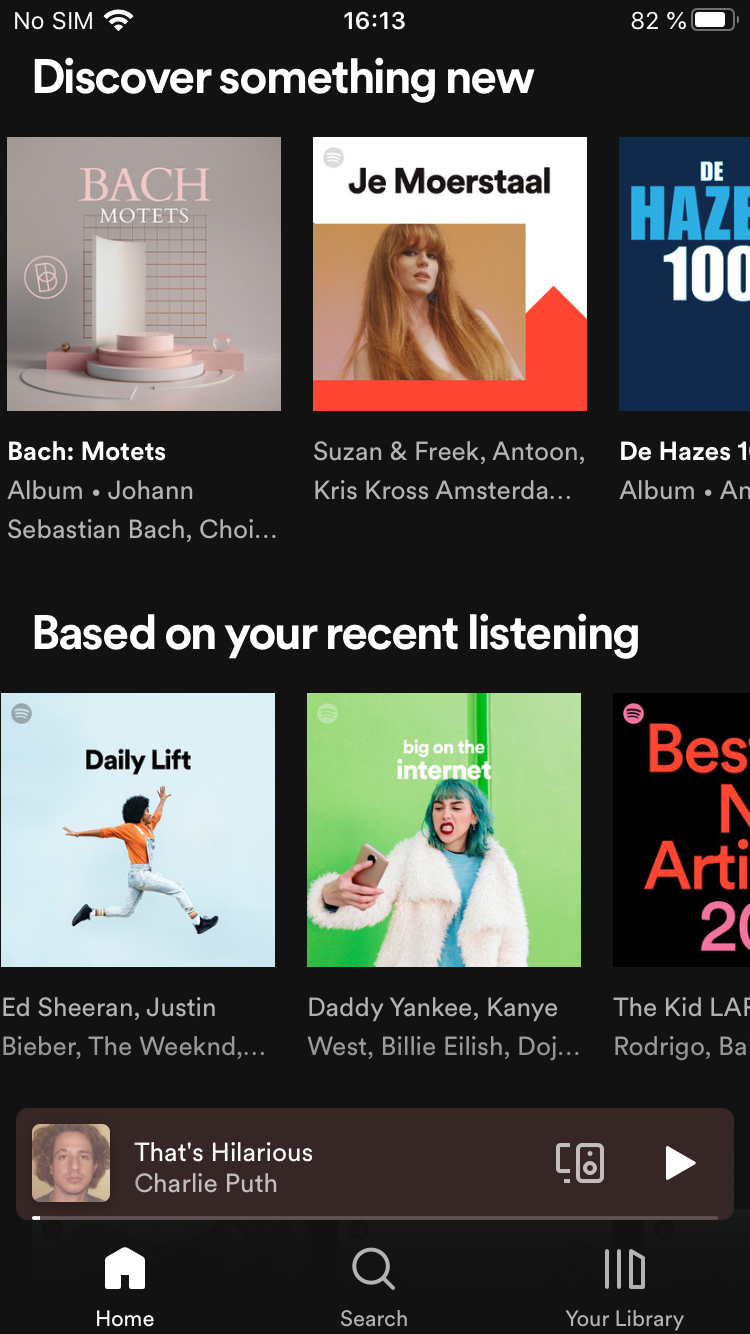 No SIM 16:13 82 %
Discover something new
BACH
MOTETS
Je Moerstaal
DE
HAZE
100
Bach: Motets
Album • Johann
Sebastian Bach, Choi...
Suzan & Freek, Antoon,
Kris Kross Amsterda...
De Hazes 1
Album • An
Based on your recent listening
Daily Lift
big on the
internet
Bes
N
Arti
20
Ed Sheeran, Justin
Bieber, The Weeknd,...
Daddy Yankee, Kanye
West, Billie Eilish, Doj...
The Kid LAR
Rodrigo, Ba
That's Hilarious
Charlie Puth
Home
Search
Your Library